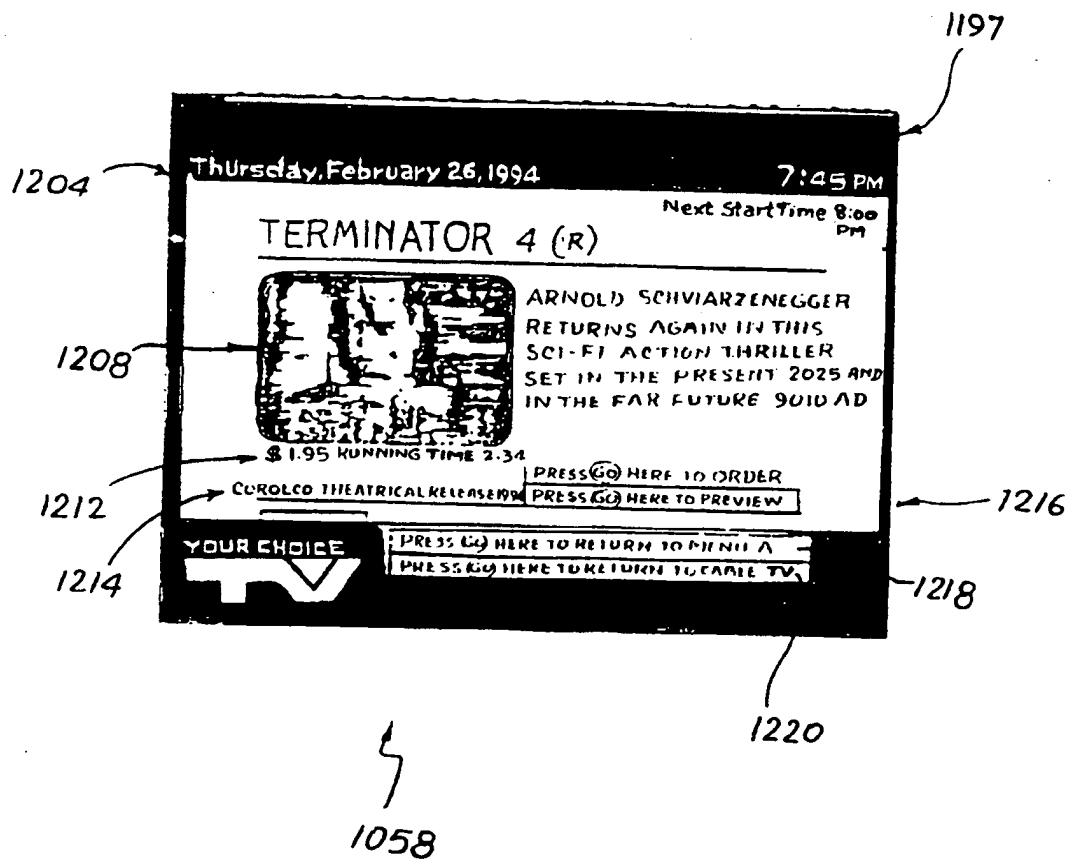 1197
1204
Thursday, February 26, 1994 7:45 PM
Next Start Time 8:00
PM
TERMINATOR 4 (R)
1208
ARNOLD SCHVIARZENEGGER
RETURNS AGAIN IN THIS
SCI-FI ACTION THRILLER
SET IN THE PRESENT 2025 AND
IN THE FAR FUTURE 9010 AD
$1.95 RUNNING TIME 2.34
1212
PRESS GO HERE TO ORDER
COROLCO THEATRICAL RELEASE
PRESS GO HERE TO PREVIEW
1216
1214
YOUR CHOICE
TV
PRESS GO HERE TO RETURN TO MENU A
PRESS GO HERE TO RETURN TO CABLE TV
1218
1220
1058